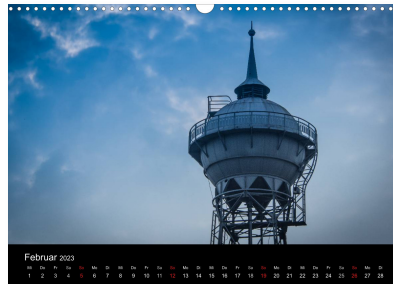 Februar 2023
Mi Do Fr Sa So Mo Di Mi Do Fr Sa So Mo Di Mi Do Fr Sa So Mo Di Mi Do Fr Sa So Mo Di
1 2 3 4 5 6 7 8 9 10 11 12 13 14 15 16 17 18 19 20 21 22 23 24 25 26 27 28